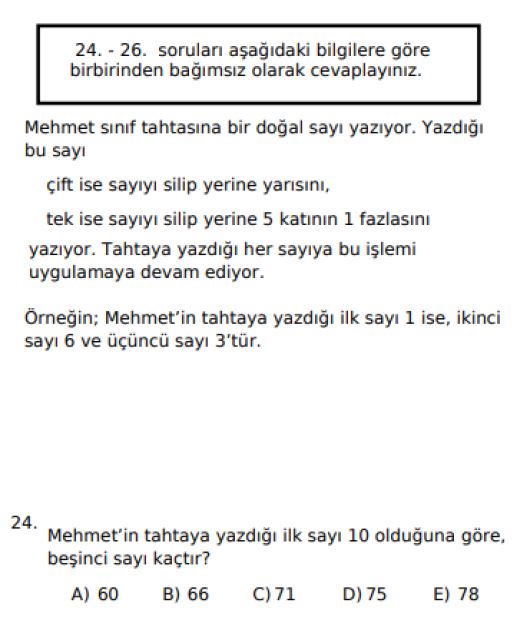 24. - 26. soruları aşağıdaki bilgilere göre
birbirinden bağımsız olarak cevaplayınız.
Mehmet sınıf tahtasına bir doğal sayı yazıyor. Yazdığı
bu sayı
çift ise sayıyı silip yerine yarısını,
tek ise sayıyı silip yerine 5 katının 1 fazlasını
yazıyor. Tahtaya yazdığı her sayıya bu işlemi
uygulamaya devam ediyor.
Örneğin; Mehmet’in tahtaya yazdığı ilk sayı 1 ise, ikinci
sayı 6 ve üçüncü sayı 3’tür.
24.
Mehmet’in tahtaya yazdığı ilk sayı 10 olduğuna göre,
beşinci sayı kaçtır?
A) 60 B) 66 C) 71 D) 75 E) 78